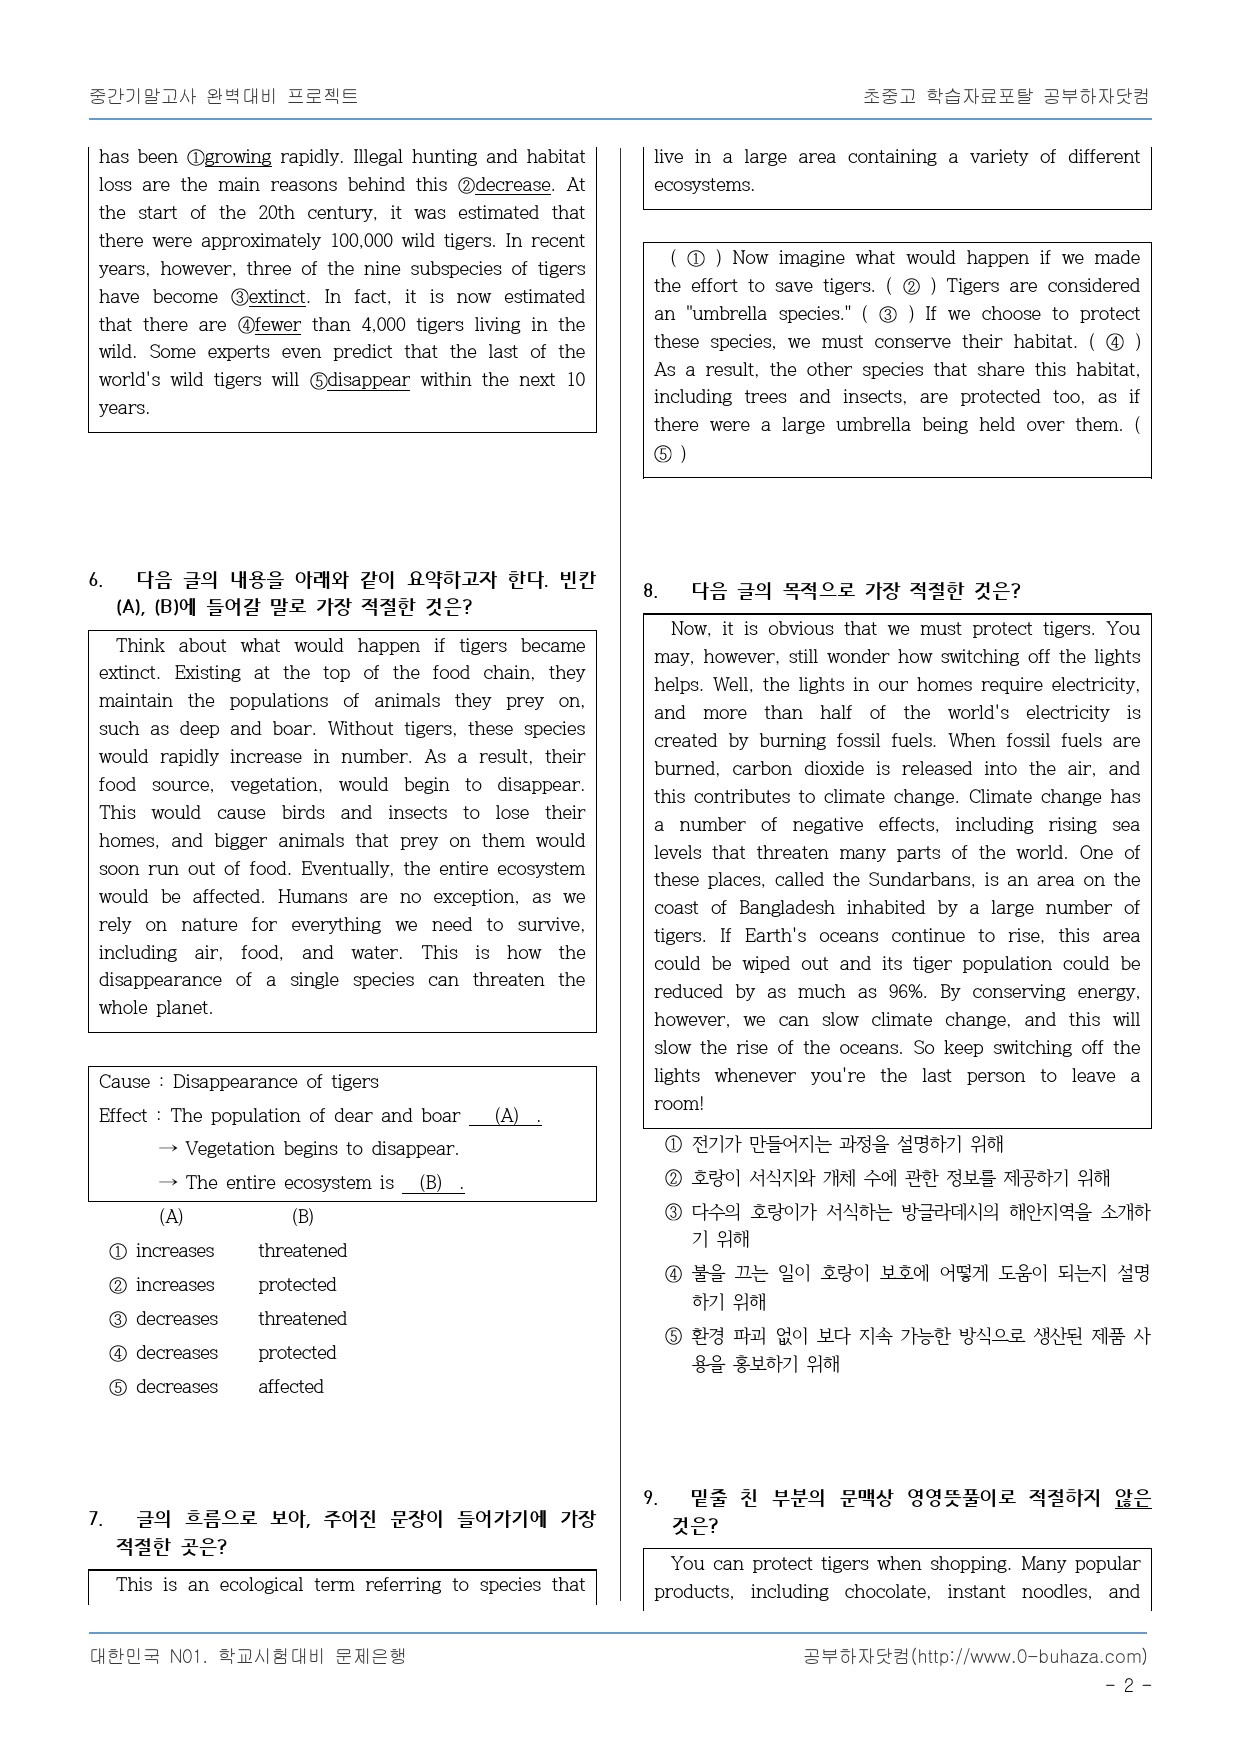 중간기말고사 완벽대비 프로젝트
초중고 학습자료포탈 공부하자닷컴
has been ①growing rapidly. Illegal hunting and habitat
loss are the main reasons behind this ②decrease. At
the start of the 20th century, it was estimated that
there were approximately 100,000 wild tigers. In recent
years, however, three of the nine subspecies of tigers
have become ③extinct. In fact, it is now estimated
that there are ④fewer than 4,000 tigers living in the
wild. Some experts even predict that the last of the
world's wild tigers will ⑤disappear within the next 10
years.
6. 다음 글의 내용을 아래와 같이 요약하고자 한다. 빈칸
(A), (B)에 들어갈 말로 가장 적절한 것은?
Think about what would happen if tigers became
extinct. Existing at the top of the food chain, they
maintain the populations of animals they prey on,
such as deep and boar. Without tigers, these species
would rapidly increase in number. As a result, their
food source, vegetation, would begin to disappear.
This would cause birds and insects to lose their
homes, and bigger animals that prey on them would
soon run out of food. Eventually, the entire ecosystem
would be affected. Humans are no exception, as we
rely on nature for everything we need to survive,
including air, food, and water. This is how the
disappearance of a single species can threaten the
whole planet.
Cause : Disappearance of tigers
Effect : The population of dear and boar (A) .
→ Vegetation begins to disappear.
→ The entire ecosystem is (B) .
(A) (B)
① increases threatened
② increases protected
③ decreases threatened
④ decreases protected
⑤ decreases affected
7. 글의 흐름으로 보아, 주어진 문장이 들어가기에 가장
적절한 곳은?
This is an ecological term referring to species that
live in a large area containing a variety of different
ecosystems.
( ① ) Now imagine what would happen if we made
the effort to save tigers. ( ② ) Tigers are considered
an "umbrella species." ( ③ ) If we choose to protect
these species, we must conserve their habitat. ( ④ )
As a result, the other species that share this habitat,
including trees and insects, are protected too, as if
there were a large umbrella being held over them. (
⑤ )
8. 다음 글의 목적으로 가장 적절한 것은?
Now, it is obvious that we must protect tigers. You
may, however, still wonder how switching off the lights
helps. Well, the lights in our homes require electricity,
and more than half of the world's electricity is
created by burning fossil fuels. When fossil fuels are
burned, carbon dioxide is released into the air, and
this contributes to climate change. Climate change has
a number of negative effects, including rising sea
levels that threaten many parts of the world. One of
these places, called the Sundarbans, is an area on the
coast of Bangladesh inhabited by a large number of
tigers. If Earth's oceans continue to rise, this area
could be wiped out and its tiger population could be
reduced by as much as 96%. By conserving energy,
however, we can slow climate change, and this will
slow the rise of the oceans. So keep switching off the
lights whenever you're the last person to leave a
room!
① 전기가 만들어지는 과정을 설명하기 위해
② 호랑이 서식지와 개체 수에 관한 정보를 제공하기 위해
③ 다수의 호랑이가 서식하는 방글라데시의 해안지역을 소개하
기 위해
④ 불을 끄는 일이 호랑이 보호에 어떻게 도움이 되는지 설명
하기 위해
⑤ 환경 파괴 없이 보다 지속 가능한 방식으로 생산된 제품 사
용을 홍보하기 위해
9. 밑줄 친 부분의 문맥상 영영뜻풀이로 적절하지 않은
것은?
You can protect tigers when shopping. Many popular
products, including chocolate, instant noodles, and
대한민국 NO1. 학교시험대비 문제은행
공부하자닷컴(http://www.0-buhaza.com)
- 2 -